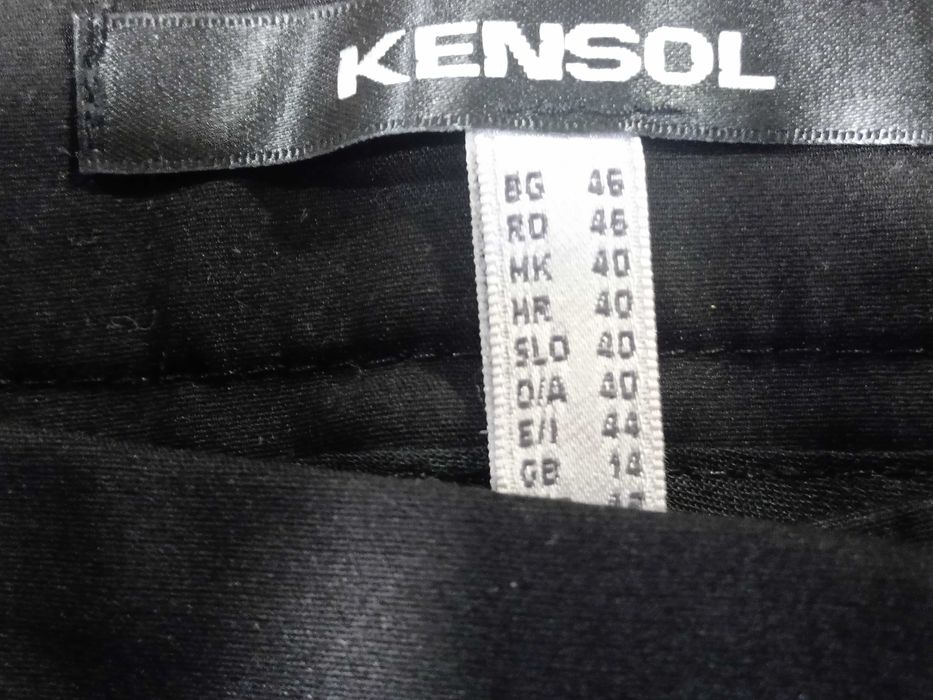 KENSOL
BG 46
RO 46
MK 40
HR 40
SLO 40
D/A 40
E/I 44
GB 14